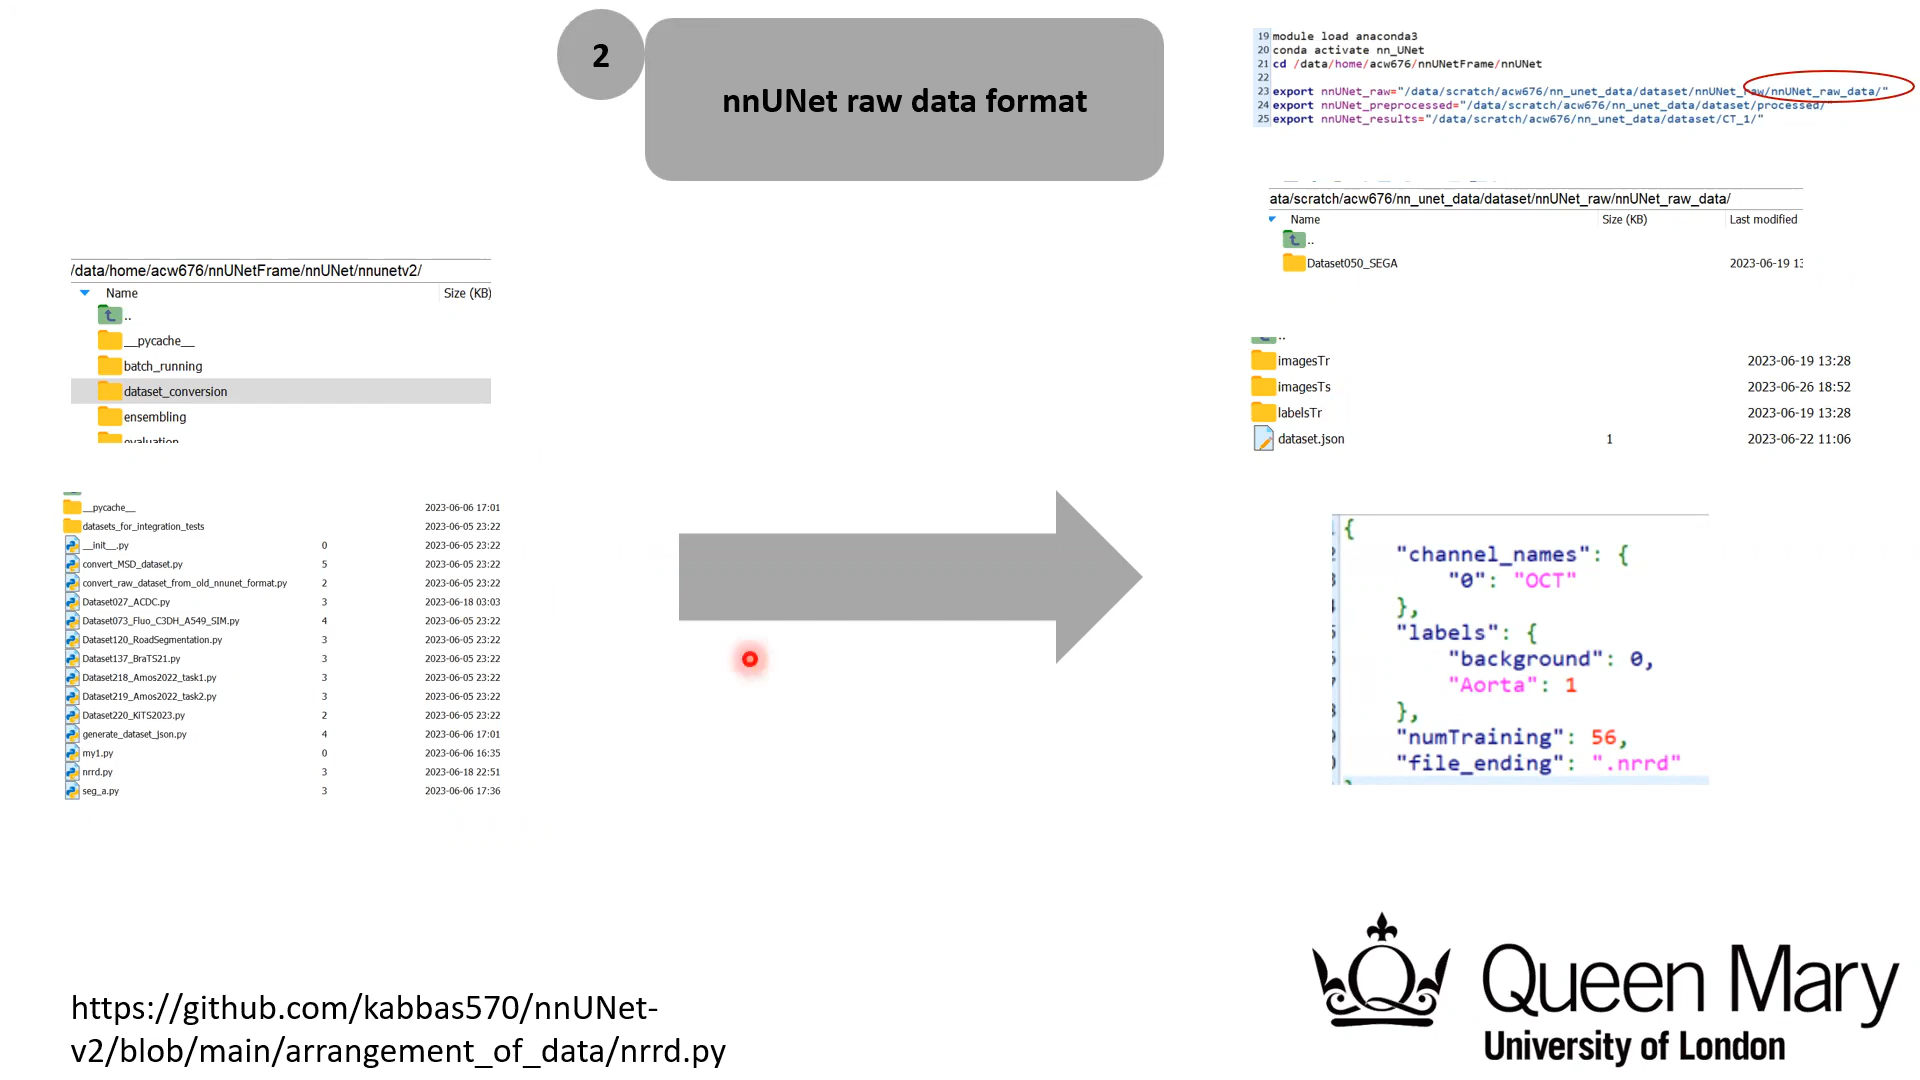 2
nnUNet raw data format
19 module load anaconda3
20 conda activate nn_UNet
21 cd /data/home/acw676/nnUNetFrame/nnUNet
22
23 export nnUNet_raw="/data/scratch/acw676/nn_unet_data/dataset/nnUNet_raw/nnUNet_raw_data/"
24 export nnUNet_preprocessed="/data/scratch/acw676/nn_unet_data/dataset/processed/"
25 export nnUNet_results="/data/scratch/acw676/nn_unet_data/dataset/CT_1/"
ata/scratch/acw676/nn_unet_data/dataset/nnUNet_raw/nnUNet_raw_data/
Name Size (KB) Last modified
..
Dataset050_SEGA 2023-06-19 13
..
imagesTr 2023-06-19 13:28
imagesTs 2023-06-26 18:52
labelsTr 2023-06-19 13:28
dataset.json 1 2023-06-22 11:06
/data/home/acw676/nnUNetFrame/nnUNet/nnunetv2/
Name Size (KB)
..
__pycache__
batch_running
dataset_conversion
ensembling
evaluation
__pycache__ 2023-06-06 17:01
datasets_for_integration_tests 2023-06-05 23:22
__init__.py 0 2023-06-05 23:22
convert_MSD_dataset.py 5 2023-06-05 23:22
convert_raw_dataset_from_old_nnunet_format.py 2 2023-06-05 23:22
Dataset027_ACDC.py 3 2023-06-18 03:03
Dataset073_Fluo_C3DH_A549_SIM.py 4 2023-06-05 23:22
Dataset120_RoadSegmentation.py 3 2023-06-05 23:22
Dataset137_BraTS21.py 3 2023-06-05 23:22
Dataset218_Amos2022_task1.py 3 2023-06-05 23:22
Dataset219_Amos2022_task2.py 3 2023-06-05 23:22
Dataset220_KiTS2023.py 2 2023-06-05 23:22
generate_dataset_json.py 4 2023-06-06 17:01
my1.py 0 2023-06-06 16:35
nrrd.py 3 2023-06-18 22:51
seg_a.py 3 2023-06-06 17:36
{
"channel_names": {
"0": "OCT"
},
"labels": {
"background": 0,
"Aorta": 1
},
"numTraining": 56,
"file_ending": ".nrrd"
https://github.com/kabbas570/nnUNet-
v2/blob/main/arrangement_of_data/nrrd.py
Queen Mary
University of London